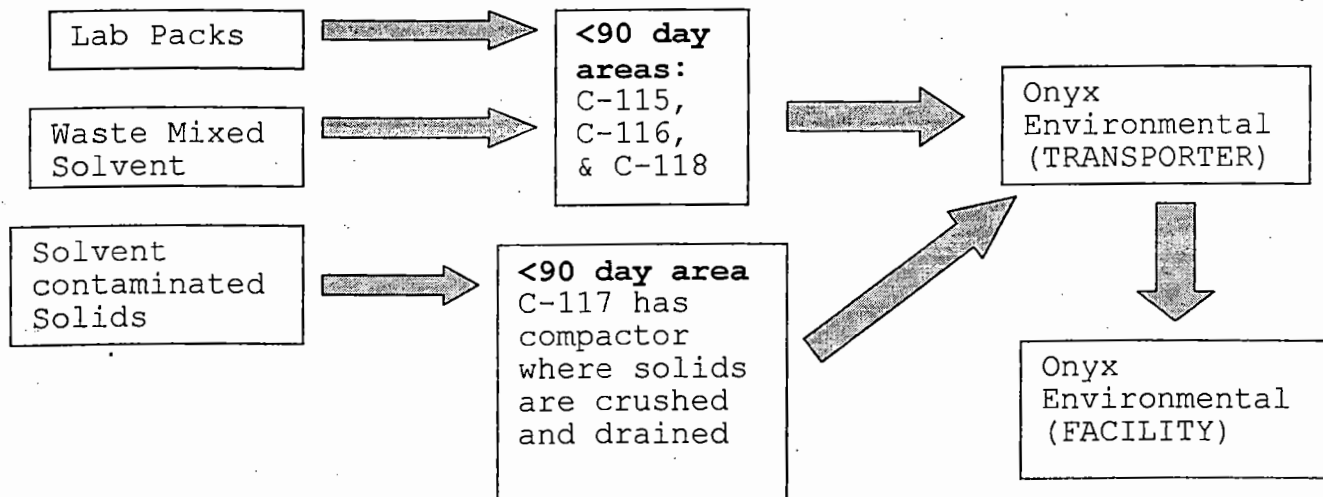 Lab Packs
Waste Mixed
Solvent
Solvent
contaminated
Solids
<90 day
areas:
C-115,
C-116,
& C-118
<90 day area
C-117 has
compactor
where solids
are crushed
and drained
Onyx
Environmental
(TRANSPORTER)
Onyx
Environmental
(FACILITY)